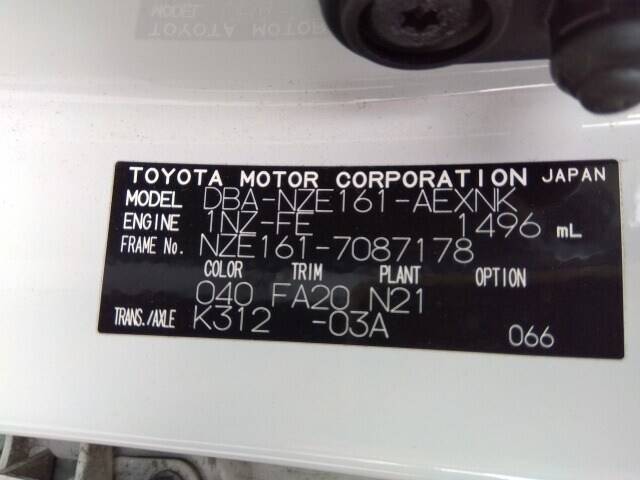 TOYOTA MOTOR CORPORATION JAPAN
MODEL DBA-NZE161-AEXNK
ENGINE 1NZ-FE 1496 mL
FRAME No. NZE161-7087178
COLOR TRIM PLANT OPTION
040 FA20 N21
TRANS./AXLE K312 -03A
066